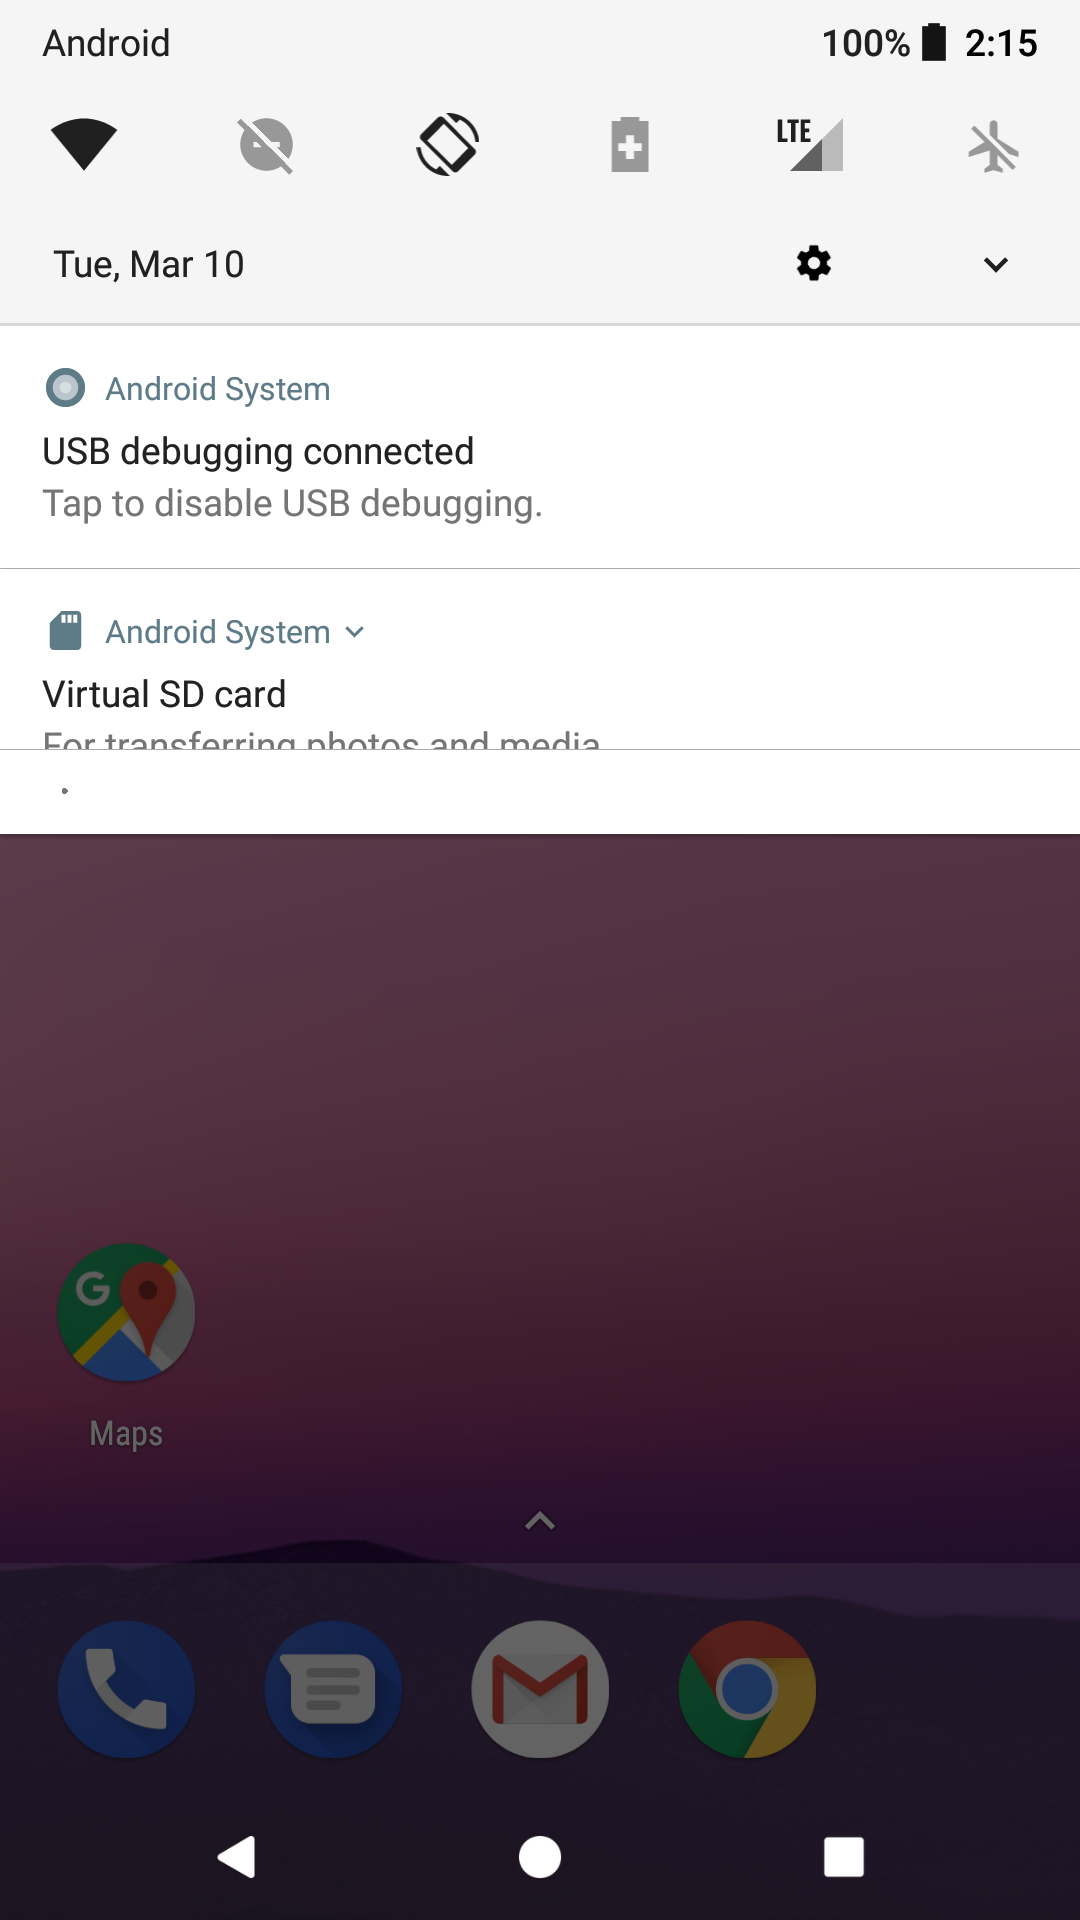 Android 100% 2:15
LTE
Tue, Mar 10
Android System
USB debugging connected
Tap to disable USB debugging.
Android System
Virtual SD card
For transferring photos and media
G
Maps